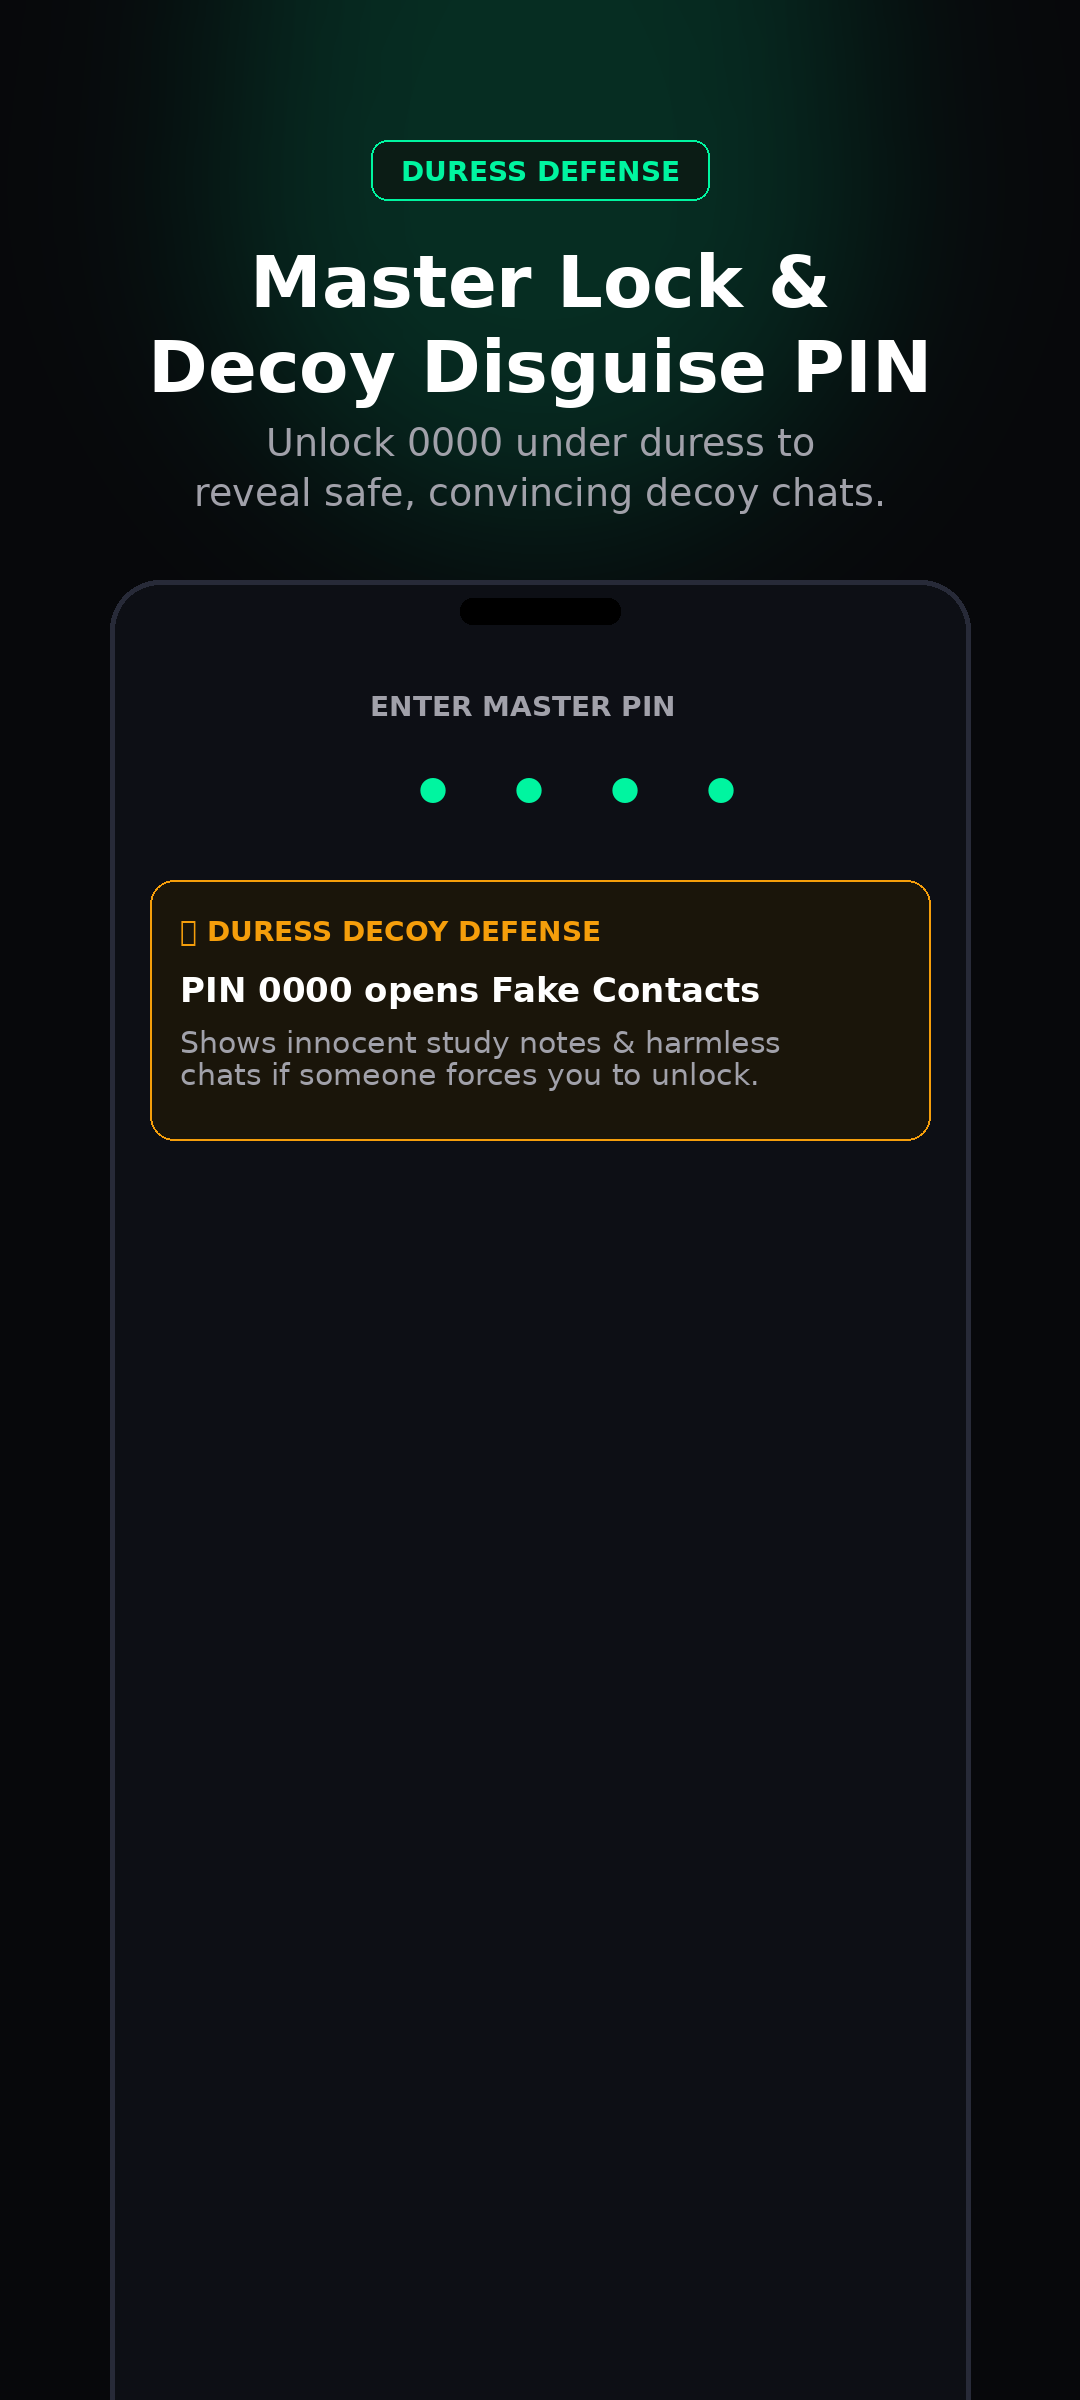 DURESS DEFENSE
Master Lock &
Decoy Disguise PIN
Unlock 0000 under duress to
reveal safe, convincing decoy chats.
ENTER MASTER PIN
DURESS DECOY DEFENSE
PIN 0000 opens Fake Contacts
Shows innocent study notes & harmless
chats if someone forces you to unlock.